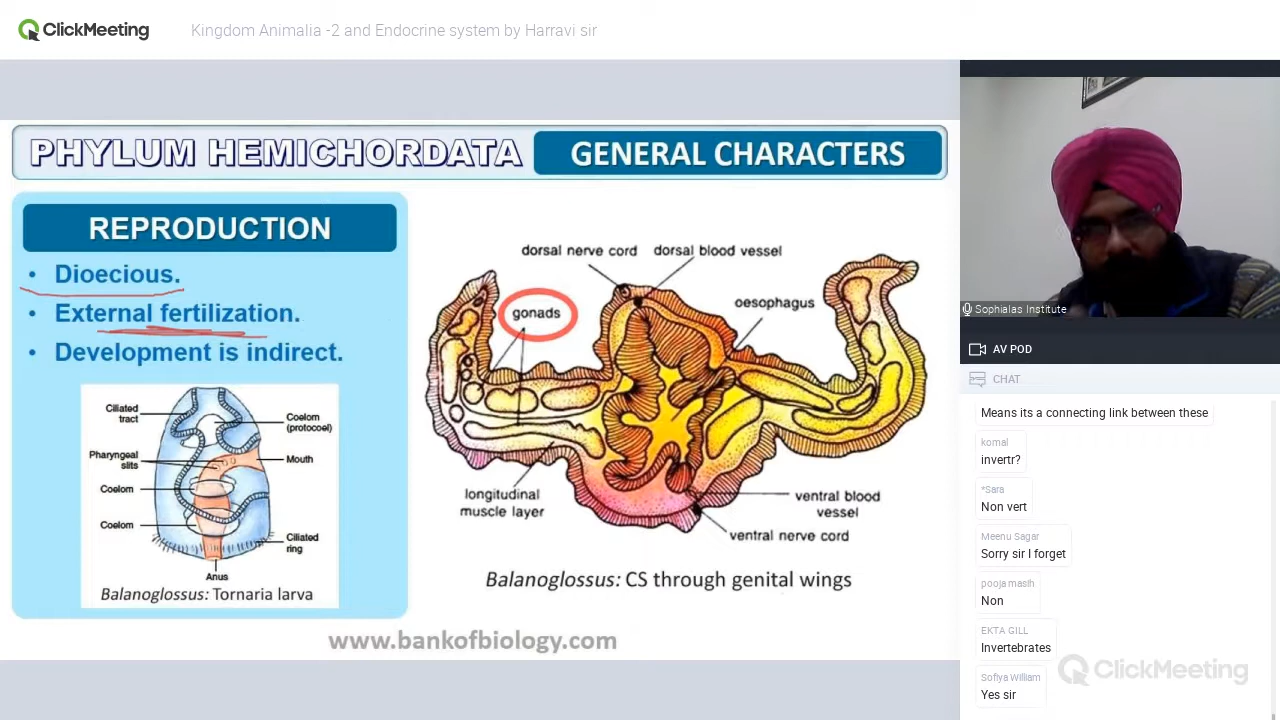 ClickMeeting
Kingdom Animalia -2 and Endocrine system by Harravi sir
PHYLUM HEMICHORDATA
GENERAL CHARACTERS
REPRODUCTION
• Dioecious.
• External fertilization.
• Development is indirect.
Ciliated
tract
Pharyngeal
slits
Coelom
Coelom
Coelom
(protocoel)
Mouth
Ciliated
ring
Anus
Balanoglossus: Tornaria larva
dorsal nerve cord
dorsal blood vessel
gonads
oesophagus
longitudinal
muscle layer
ventral blood
vessel
ventral nerve cord
Balanoglossus: CS through genital wings
www.bankofbiology.com
Sophialas Institute
AV POD
CHAT
Means its a connecting link between these
komal
invertr?
*Sara
Non vert
Meenu Sagar
Sorry sir I forget
pooja masih
Non
EKTA GILL
Invertebrates
Sofiya William
Yes sir
ClickMeeting